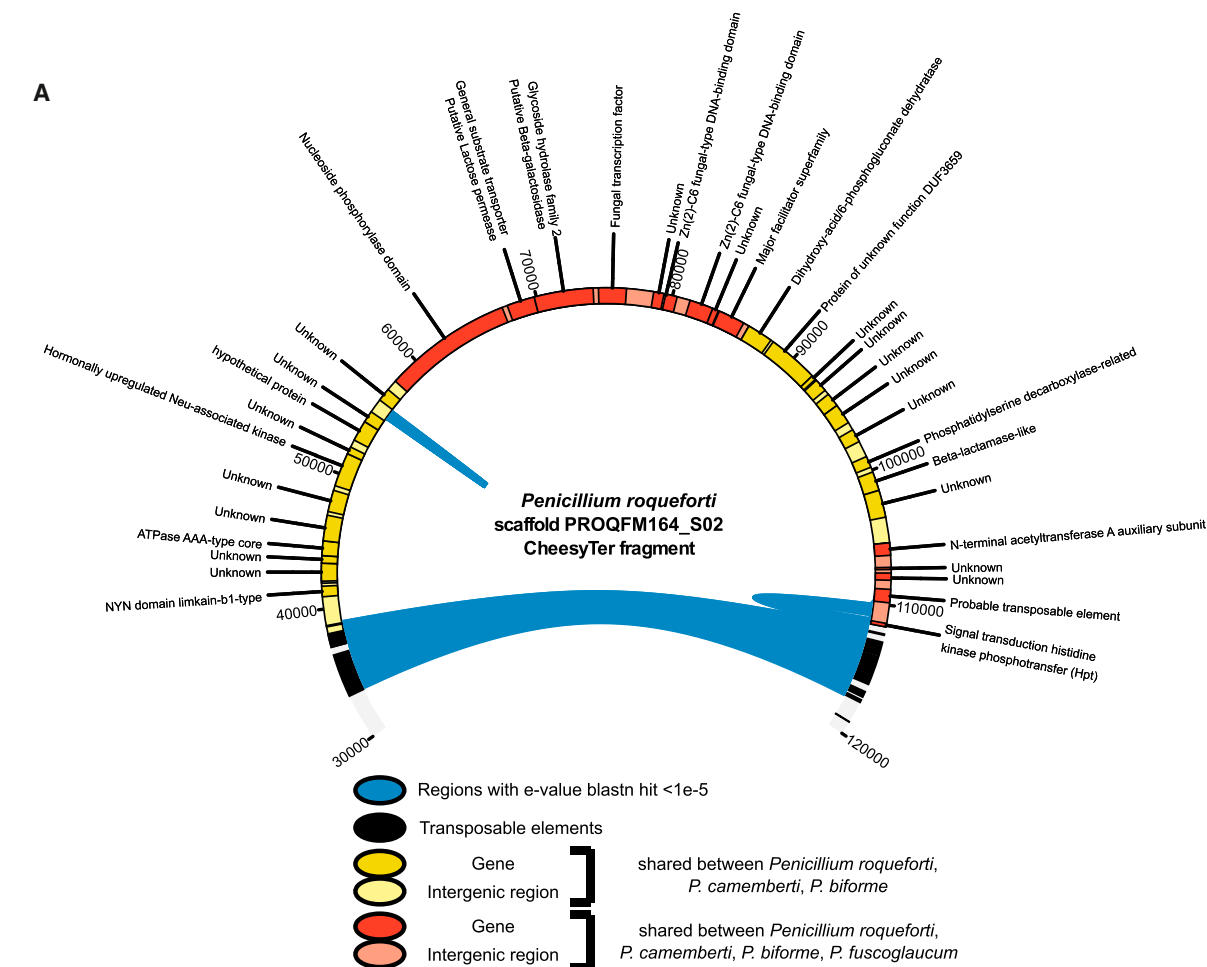 A
Hormonally upregulated Neu-associated kinase
hypothetical protein
Unknown
Unknown
Unknown
Unknown
Unknown
ATPase AAA-type core
Unknown
Unknown
NYN domain limkain-b1-type
Nucleoside phosphorylase domain
General substrate transporter
Putative Lactose permease
Glycoside hydrolase family 2
Putative Beta-galactosidase
Fungal transcription factor
Unknown
Zn(2)-C6 fungal-type DNA-binding domain
Zn(2)-C6 fungal-type DNA-binding domain
Unknown
Major facilitator superfamily
Dihydroxy-acid/6-phosphogluconate dehydratase
Protein of unknown function DUF3659
Unknown
Unknown
Unknown
Unknown
Unknown
Phosphatidylserine decarboxylase-related
Beta-lactamase-like
Unknown
N-terminal acetyltransferase A auxiliary subunit
Unknown
Unknown
Probable transposable element
Signal transduction histidine
kinase phosphotransfer (Hpt)
30000
40000
50000
60000
70000
80000
90000
100000
110000
120000
Penicillium roqueforti
scaffold PROQFM164_S02
CheesyTer fragment
Regions with e-value blastn hit <1e-5
Transposable elements
Gene
Intergenic region
shared between Penicillium roqueforti,
P. camemberti, P. biforme
Gene
Intergenic region
shared between Penicillium roqueforti,
P. camemberti, P. biforme, P. fuscoglaucum